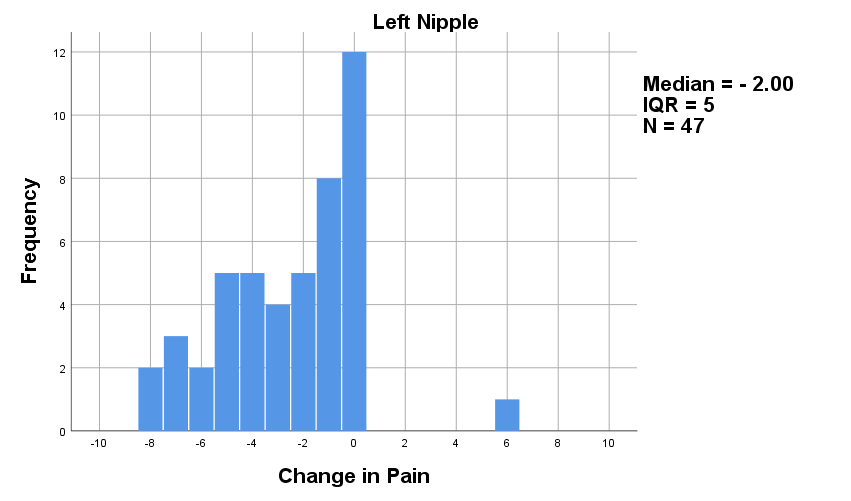 Left Nipple
Median = - 2.00
IQR = 5
N = 47
Frequency
12
10
8
6
4
2
0
-10 -8 -6 -4 -2 0 2 4 6 8 10
Change in Pain